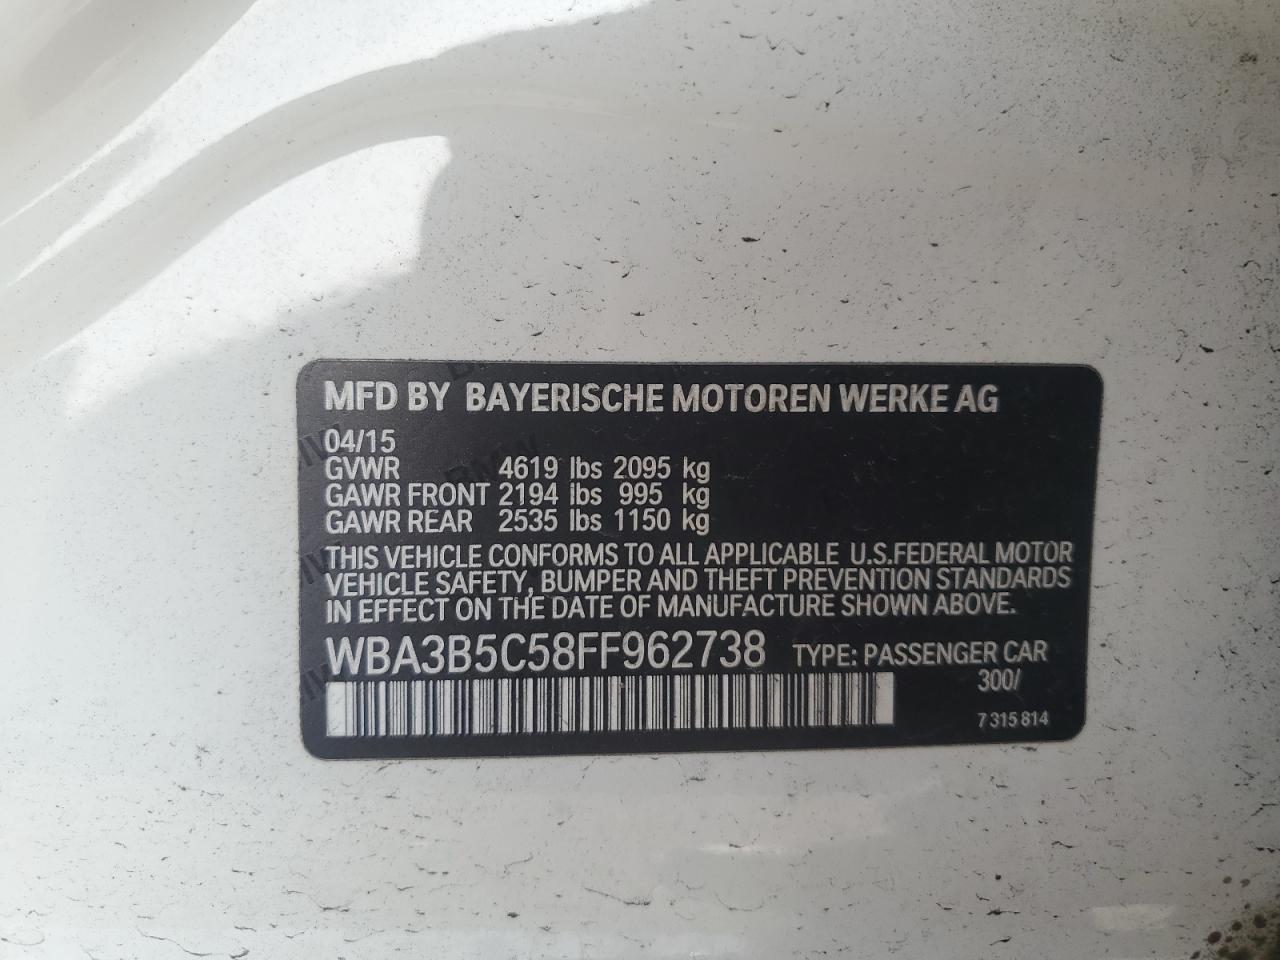 MFD BY BAYERISCHE MOTOREN WERKE AG
04/15
GVWR 4619 lbs 2095 kg
GAWR FRONT 2194 lbs 995 kg
GAWR REAR 2535 lbs 1150 kg
THIS VEHICLE CONFORMS TO ALL APPLICABLE U.S.FEDERAL MOTOR
VEHICLE SAFETY, BUMPER AND THEFT PREVENTION STANDARDS
IN EFFECT ON THE DATE OF MANUFACTURE SHOWN ABOVE.
WBA3B5C58FF962738 TYPE: PASSENGER CAR
300/
7 315 814